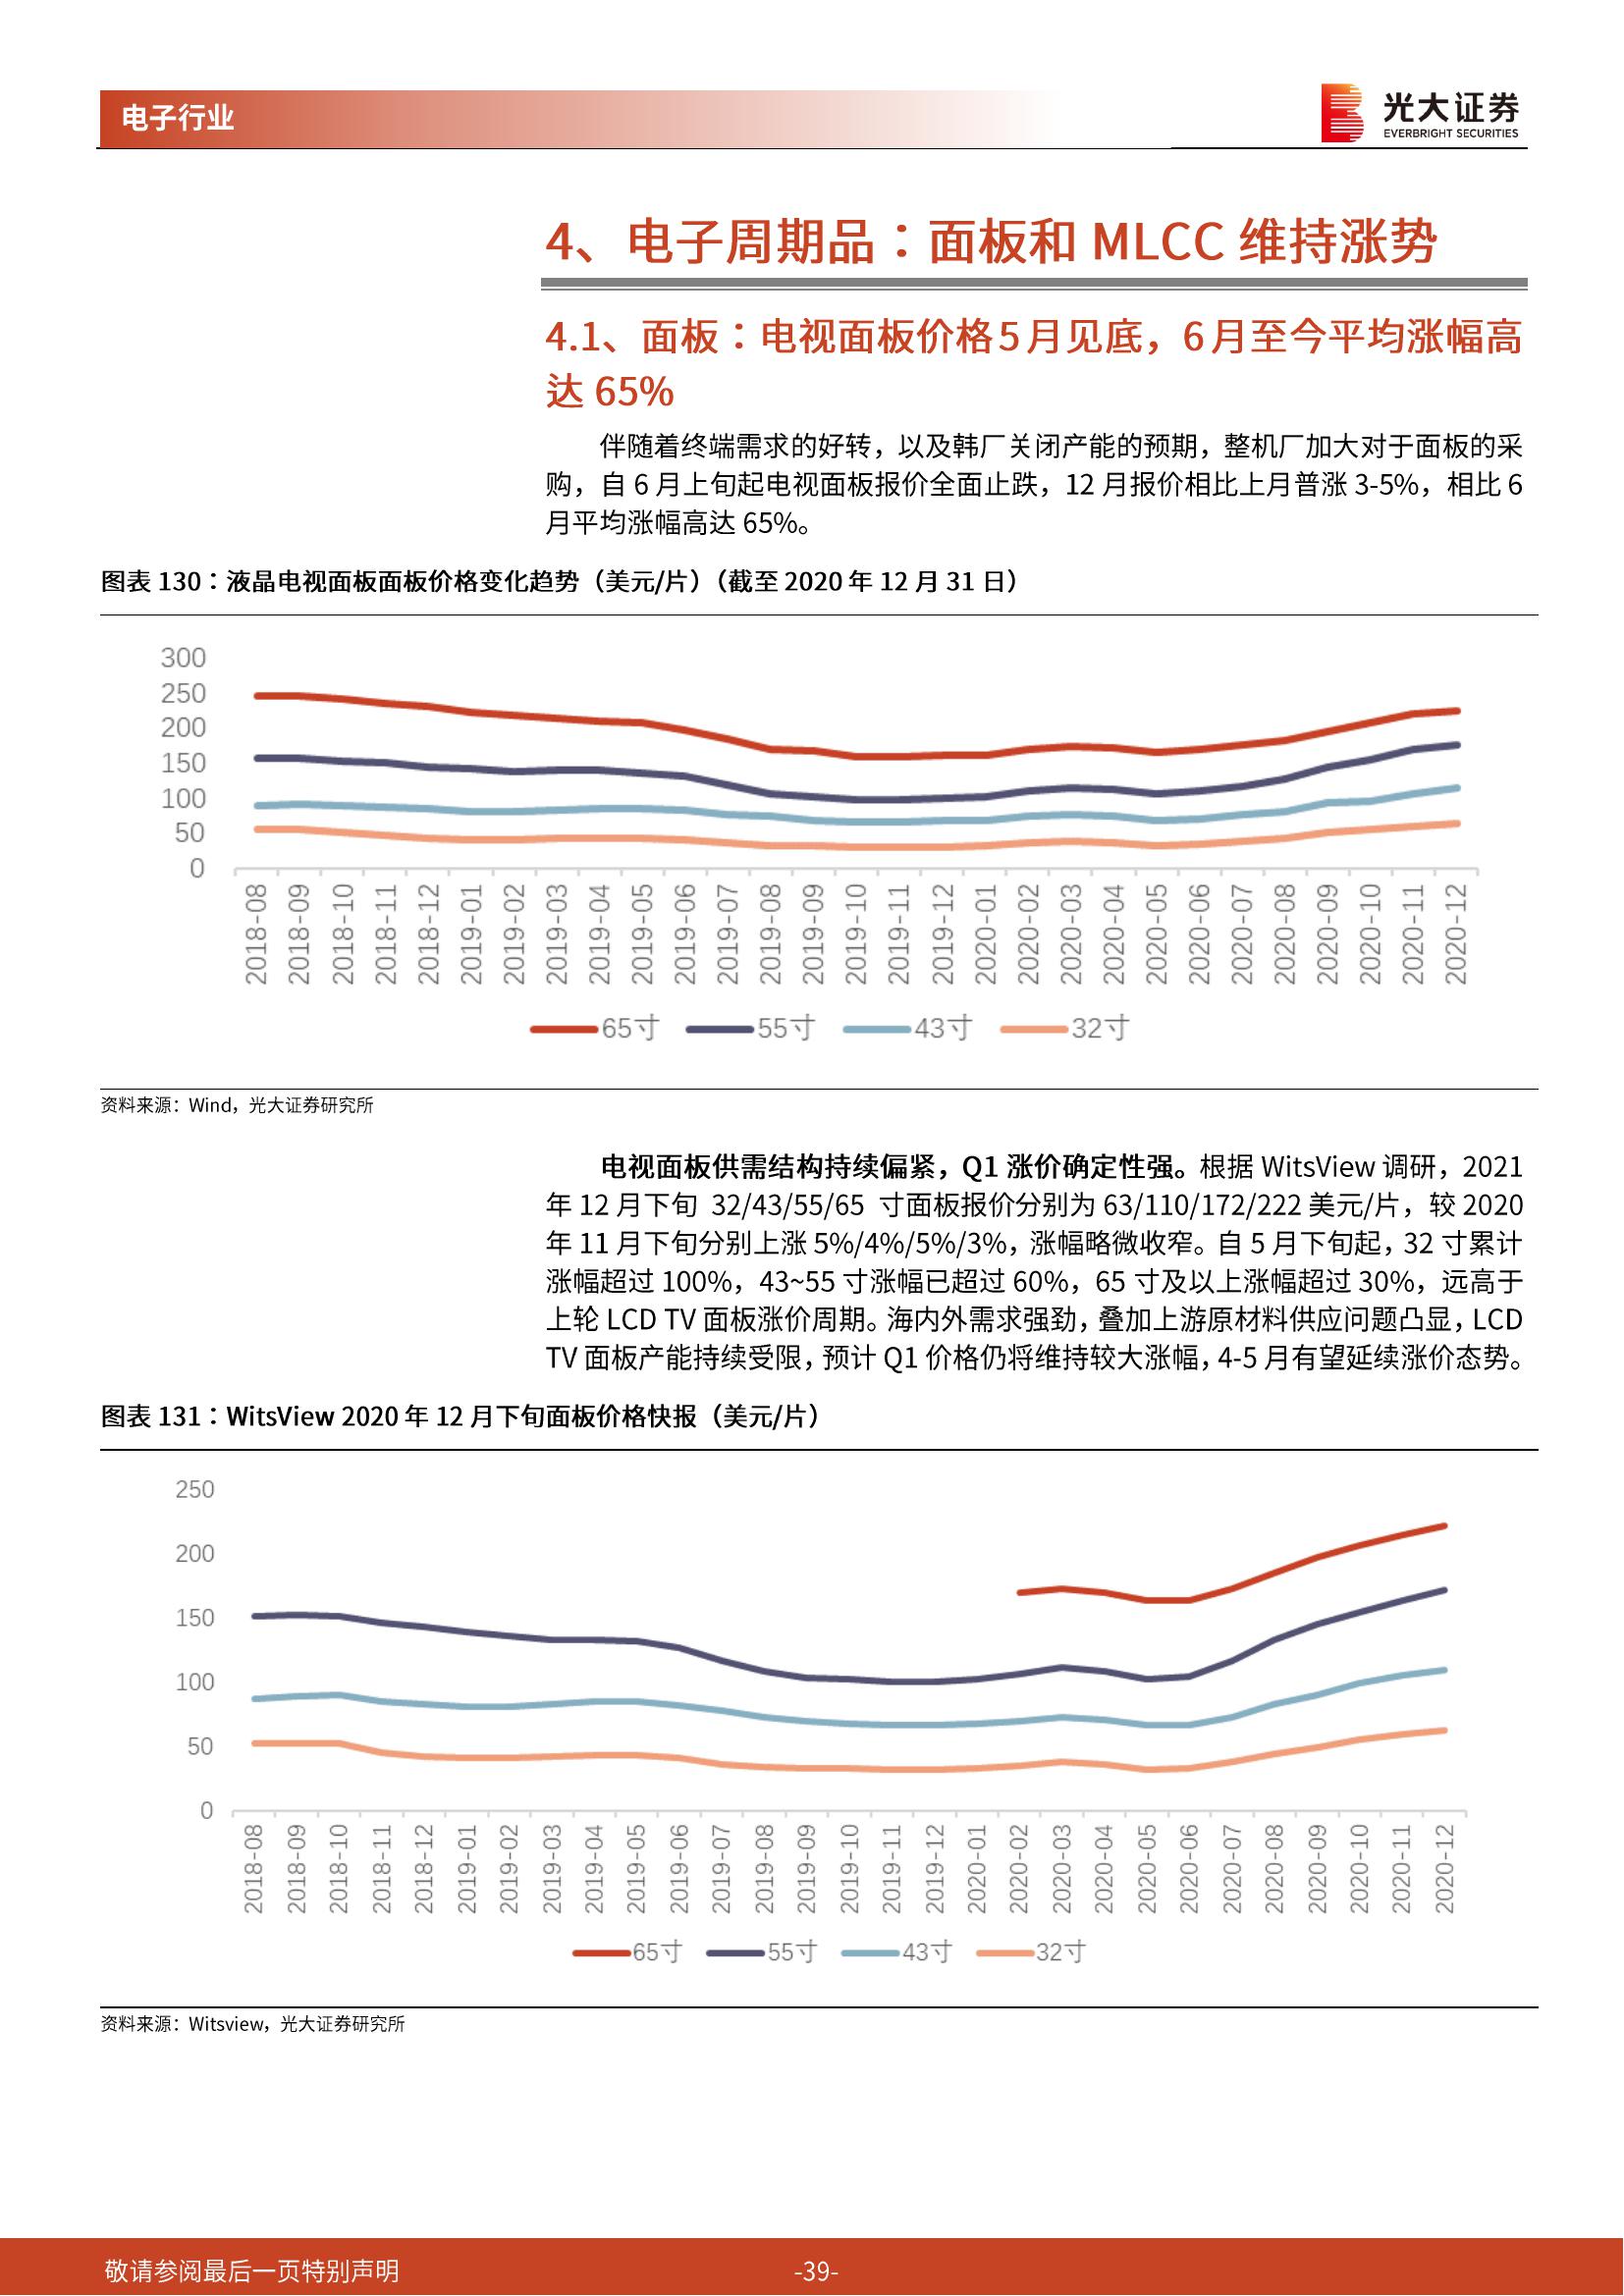 电子行业
光大证券
EVERBRIGHT SECURITIES
4、电子周期品：面板和 MLCC 维持涨势
4.1、面板：电视面板价格5月见底，6月至今平均涨幅高
达 65%
伴随着终端需求的好转，以及韩厂关闭产能的预期，整机厂加大对于面板的采
购，自 6 月上旬起电视面板报价全面止跌，12 月报价相比上月普涨 3-5%，相比 6
月平均涨幅高达 65%。
图表 130：液晶电视面板面板价格变化趋势（美元/片）（截至 2020 年 12 月 31 日）
300
250
200
150
100
50
0
2018-08 2018-09 2018-10 2018-11 2018-12 2019-01 2019-02 2019-03 2019-04 2019-05 2019-06 2019-07 2019-08 2019-09 2019-10 2019-11 2019-12 2020-01 2020-02 2020-03 2020-04 2020-05 2020-06 2020-07 2020-08 2020-09 2020-10 2020-11 2020-12
65寸 55寸 43寸 32寸
资料来源：Wind，光大证券研究所
电视面板供需结构持续偏紧，Q1 涨价确定性强。根据 WitsView 调研，2021
年 12 月下旬 32/43/55/65 寸面板报价分别为 63/110/172/222 美元/片，较 2020
年 11 月下旬分别上涨 5%/4%/5%/3%，涨幅略微收窄。自 5 月下旬起，32 寸累计
涨幅超过 100%，43~55 寸涨幅已超过 60%，65 寸及以上涨幅超过 30%，远高于
上轮 LCD TV 面板涨价周期。海内外需求强劲，叠加上游原材料供应问题凸显，LCD
TV 面板产能持续受限，预计 Q1 价格仍将维持较大涨幅，4-5 月有望延续涨价态势。
图表 131：WitsView 2020 年 12 月下旬面板价格快报（美元/片）
250
200
150
100
50
0
2018-08 2018-09 2018-10 2018-11 2018-12 2019-01 2019-02 2019-03 2019-04 2019-05 2019-06 2019-07 2019-08 2019-09 2019-10 2019-11 2019-12 2020-01 2020-02 2020-03 2020-04 2020-05 2020-06 2020-07 2020-08 2020-09 2020-10 2020-11 2020-12
65寸 55寸 43寸 32寸
资料来源：Witsview，光大证券研究所
敬请参阅最后一页特别声明
-39-